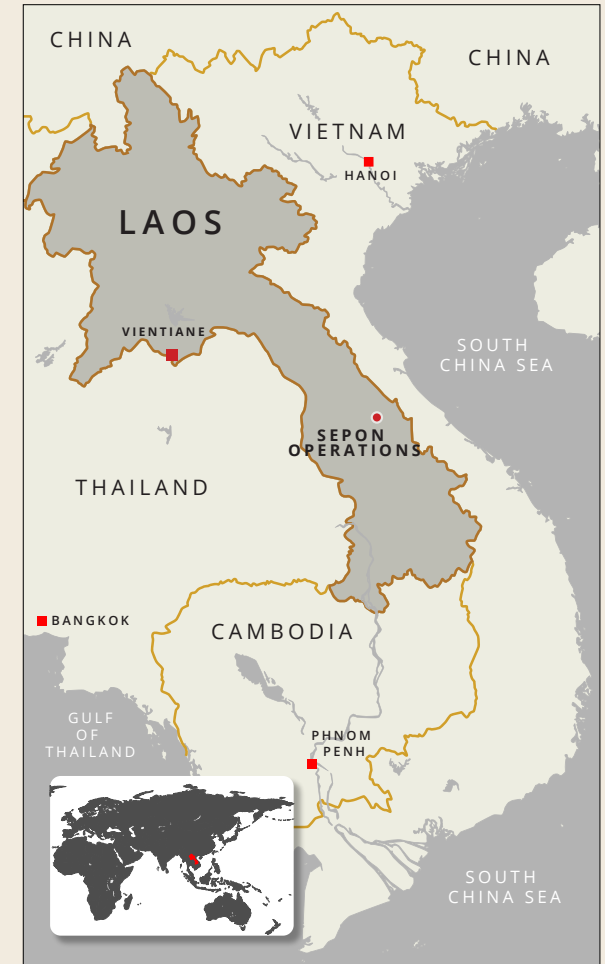 CHINA
CHINA
VIETNAM
HANOI
LAOS
VIENTIANE
SOUTH
CHINA SEA
SEPON
OPERATIONS
THAILAND
BANGKOK
CAMBODIA
GULF
OF
THAILAND
PHNOM
PENH
SOUTH
CHINA SEA